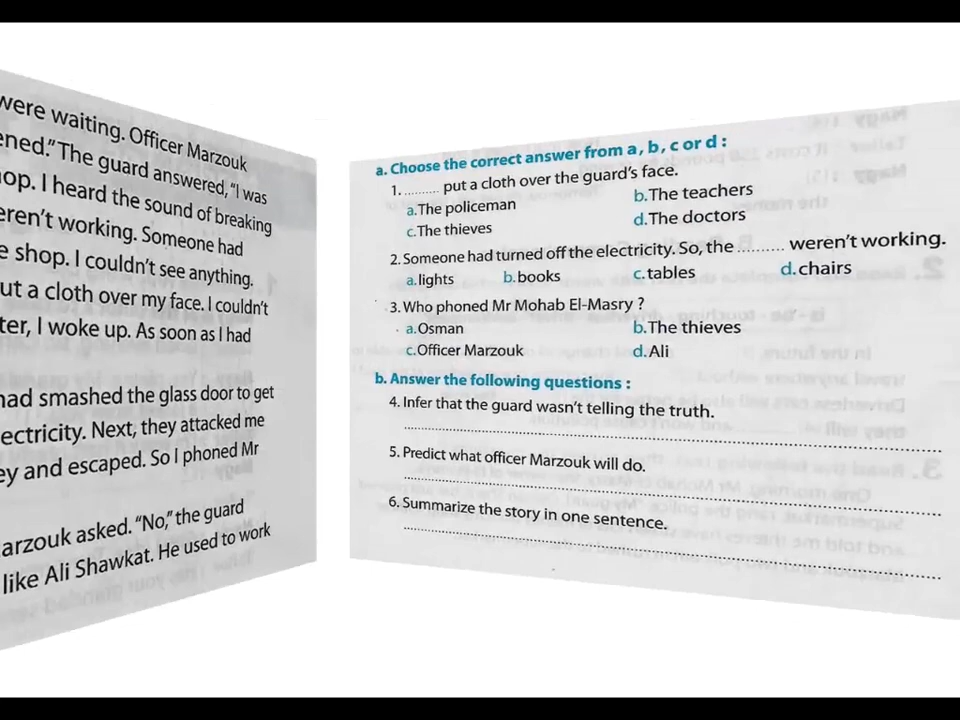 were waiting. Officer Marzouk
ened." The guard answered, "I was
op. I heard the sound of breaking
eren't working. Someone had
e shop. I couldn't see anything.
ut a cloth over my face. I couldn't
ter, I woke up. As soon as I had
had smashed the glass door to get
ectricity. Next, they attacked me
ey and escaped. So I phoned Mr
arzouk asked. "No," the guard
like Ali Shawkat. He used to work
a. Choose the correct answer from a, b, c or d :
1. ......... put a cloth over the guard's face.
a. The policeman b. The teachers
c. The thieves d. The doctors
2. Someone had turned off the electricity. So, the ......... weren't working.
a. lights b. books c. tables d. chairs
3. Who phoned Mr Mohab El-Masry ?
a. Osman b. The thieves
c. Officer Marzouk d. Ali
b. Answer the following questions :
4. Infer that the guard wasn't telling the truth.
5. Predict what officer Marzouk will do.
6. Summarize the story in one sentence.